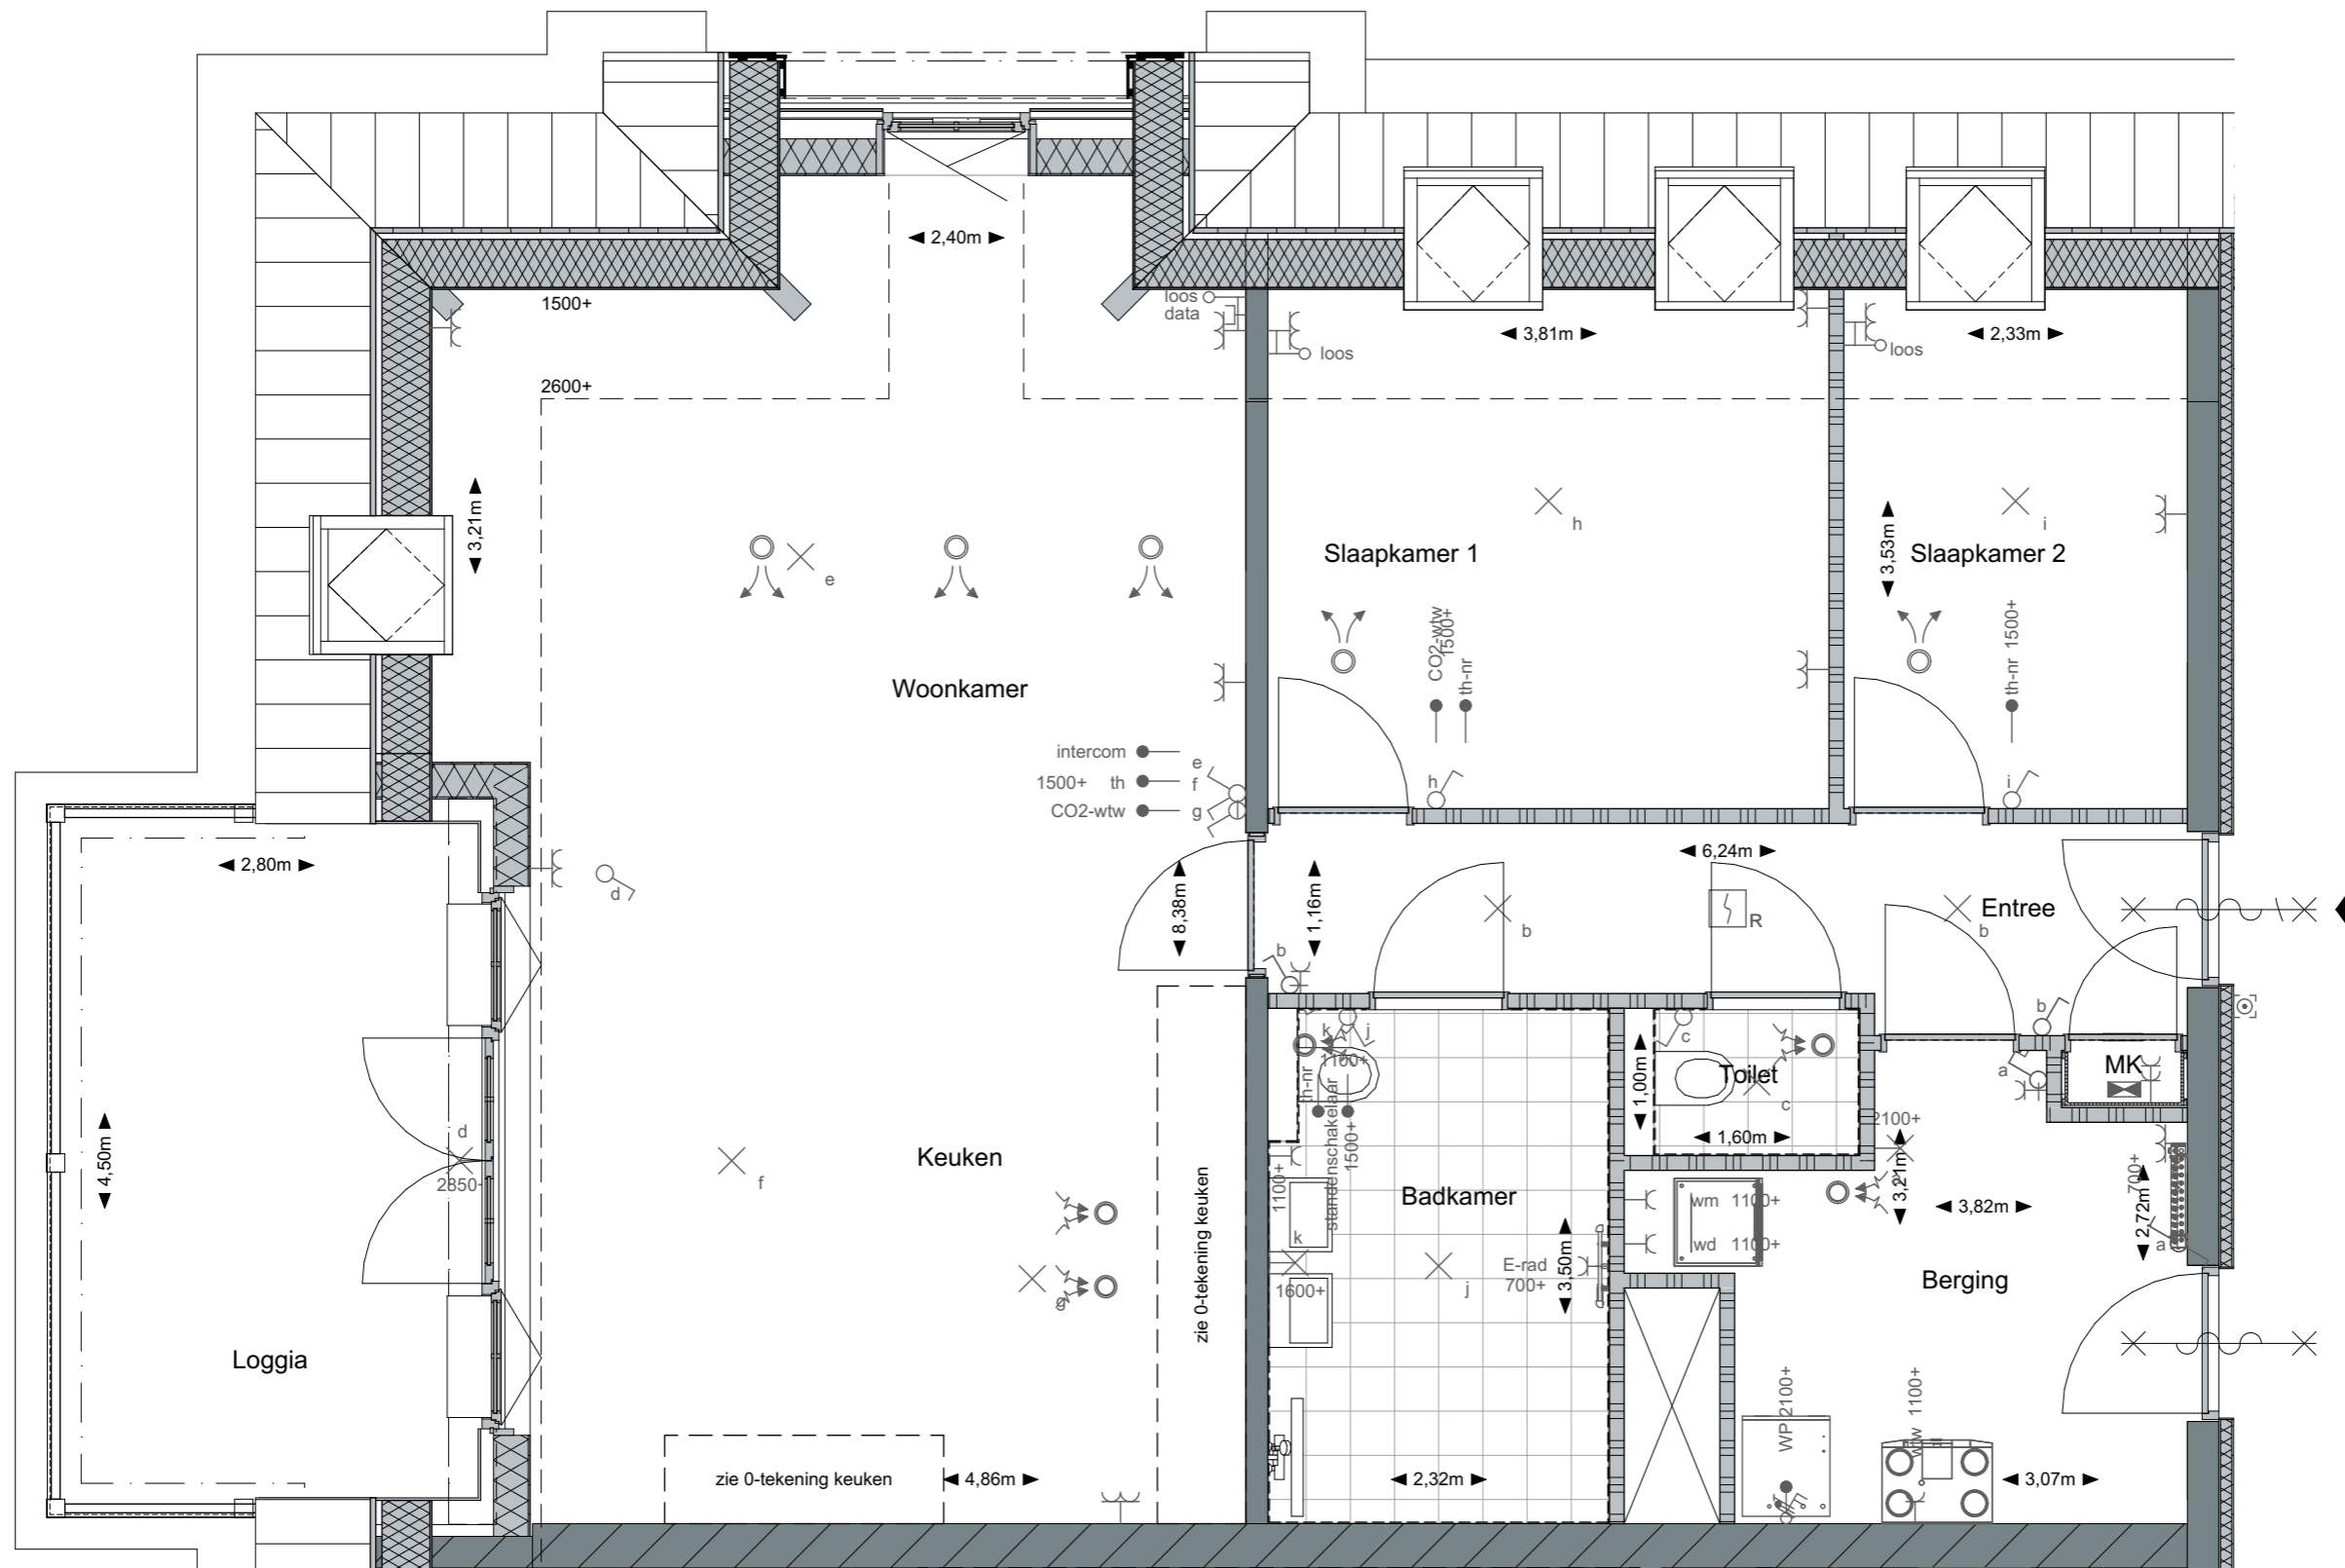 2,40m
1500+
2600+
loos
data
loos
loos
3,81m
2,33m
3,21m
e
h
i
Slaapkamer 1
Slaapkamer 2
3,53m
CO2-wtw
1500+
th-nr
th-nr 1500+
Woonkamer
intercom
1500+ th
CO2-wtw
e
f
g
h
i
2,80m
d
8,38m
1,16m
6,24m
b
b
R
Entree
b
b
k
j
1100+
th-nr
standenschakelaar
1500+
c
1,00m
Toilet
c
1,60m
a
MK
2100+
d
2850-
4,50m
Keuken
f
g
zie 0-tekening keuken
1100+
Badkamer
k
1600+
j
E-rad
700+
3,50m
wm 1100+
wd 1100+
3,21m
3,82m
700+
2,72m
a
Berging
Loggia
zie 0-tekening keuken
4,86m
2,32m
WP 2100+
wtw 1100+
3,07m